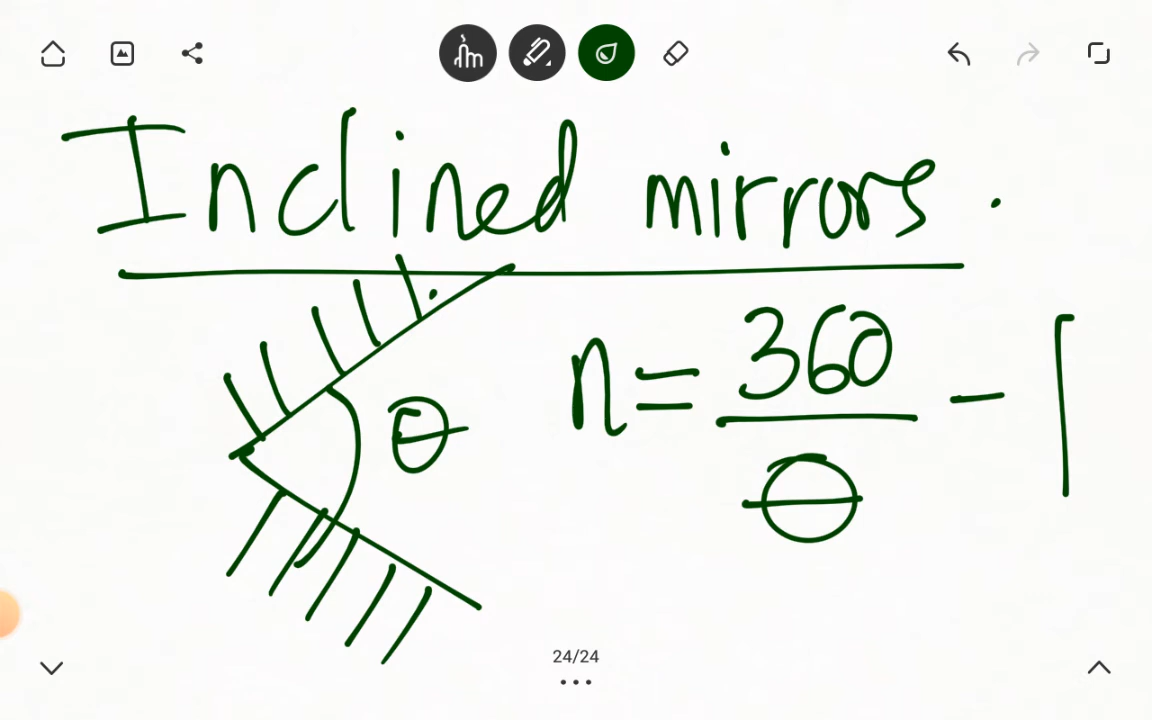 Inclined mirrors.
θ
n = 360/θ - 1
24/24